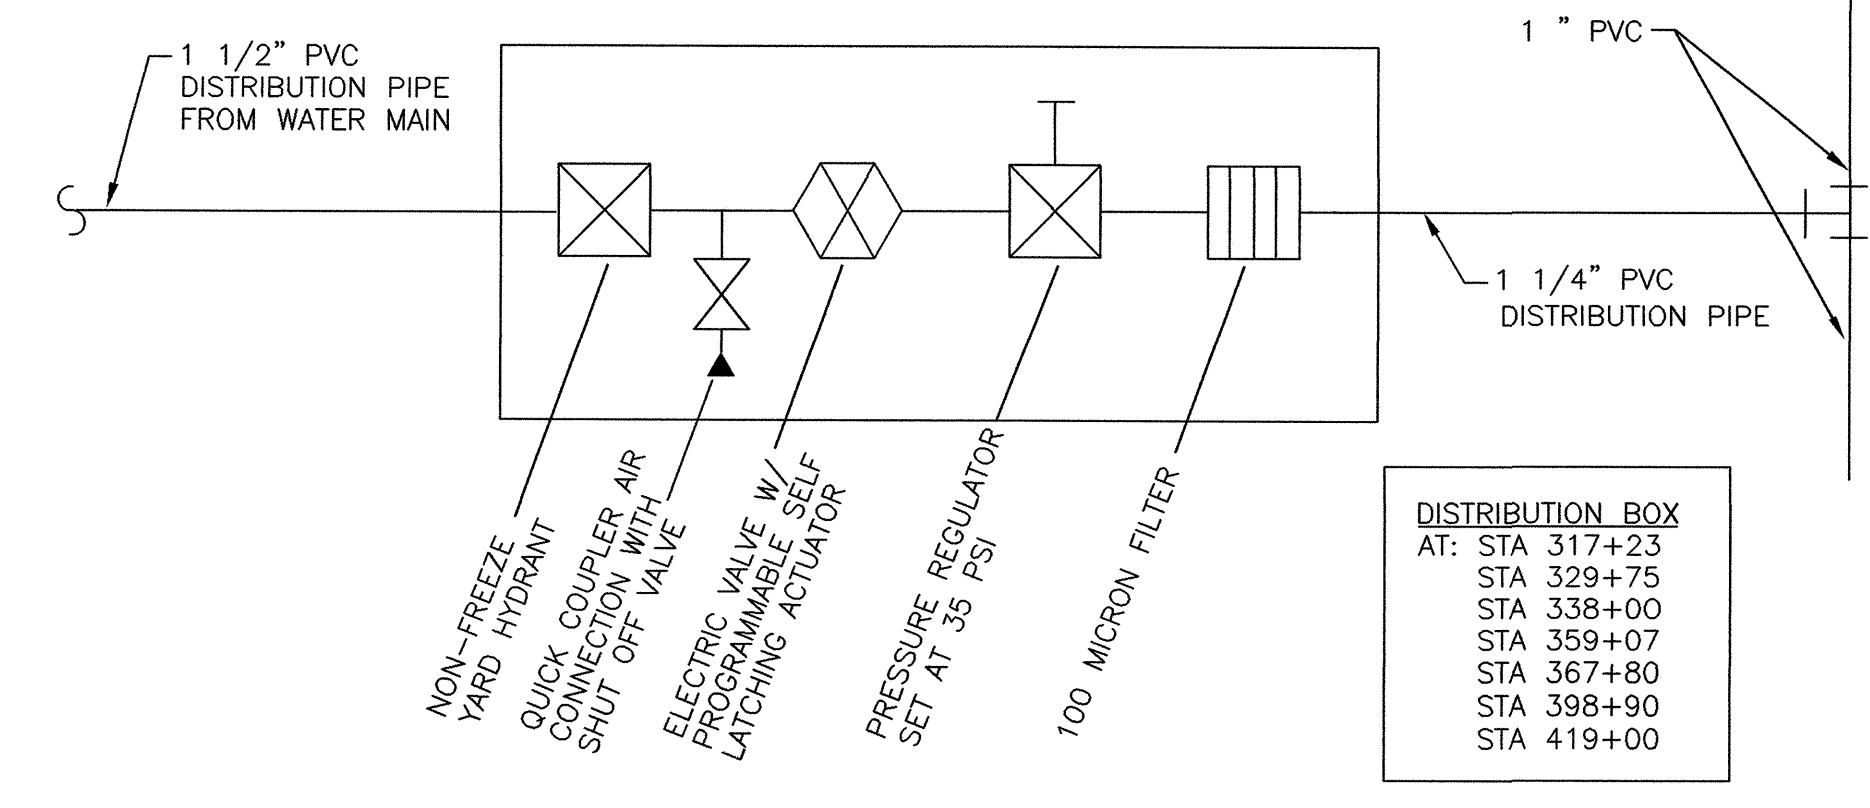 1 1/2" PVC
DISTRIBUTION PIPE
FROM WATER MAIN
1 " PVC
1 1/4" PVC
DISTRIBUTION PIPE
NON-FREEZE
YARD HYDRANT
QUICK COUPLER AIR
CONNECTION WITH
SHUT OFF VALVE
ELECTRIC VALVE W/
PROGRAMMABLE SELF
LATCHING ACTUATOR
PRESSURE REGULATOR
SET AT 35 PSI
100 MICRON FILTER
DISTRIBUTION BOX
AT: STA 317+23
STA 329+75
STA 338+00
STA 359+07
STA 367+80
STA 398+90
STA 419+00